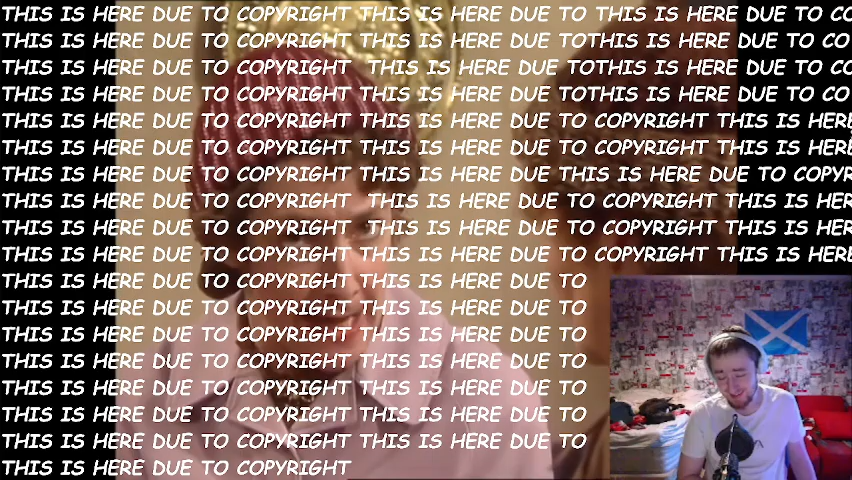 THIS IS HERE DUE TO COPYRIGHT THIS IS HERE DUE TO THIS IS HERE DUE TO CO
THIS IS HERE DUE TO COPYRIGHT THIS IS HERE DUE TOTHIS IS HERE DUE TO CO
THIS IS HERE DUE TO COPYRIGHT THIS IS HERE DUE TOTHIS IS HERE DUE TO CO
THIS IS HERE DUE TO COPYRIGHT THIS IS HERE DUE TOTHIS IS HERE DUE TO CO
THIS IS HERE DUE TO COPYRIGHT THIS IS HERE DUE TO COPYRIGHT THIS IS HERE
THIS IS HERE DUE TO COPYRIGHT THIS IS HERE DUE TO COPYRIGHT THIS IS HERE
THIS IS HERE DUE TO COPYRIGHT THIS IS HERE DUE THIS IS HERE DUE TO COPYR
THIS IS HERE DUE TO COPYRIGHT THIS IS HERE DUE TO COPYRIGHT THIS IS HER
THIS IS HERE DUE TO COPYRIGHT THIS IS HERE DUE TO COPYRIGHT THIS IS HER
THIS IS HERE DUE TO COPYRIGHT THIS IS HERE DUE TO COPYRIGHT THIS IS HERE
THIS IS HERE DUE TO COPYRIGHT THIS IS HERE DUE TO
THIS IS HERE DUE TO COPYRIGHT THIS IS HERE DUE TO
THIS IS HERE DUE TO COPYRIGHT THIS IS HERE DUE TO
THIS IS HERE DUE TO COPYRIGHT THIS IS HERE DUE TO
THIS IS HERE DUE TO COPYRIGHT THIS IS HERE DUE TO
THIS IS HERE DUE TO COPYRIGHT THIS IS HERE DUE TO
THIS IS HERE DUE TO COPYRIGHT THIS IS HERE DUE TO
THIS IS HERE DUE TO COPYRIGHT